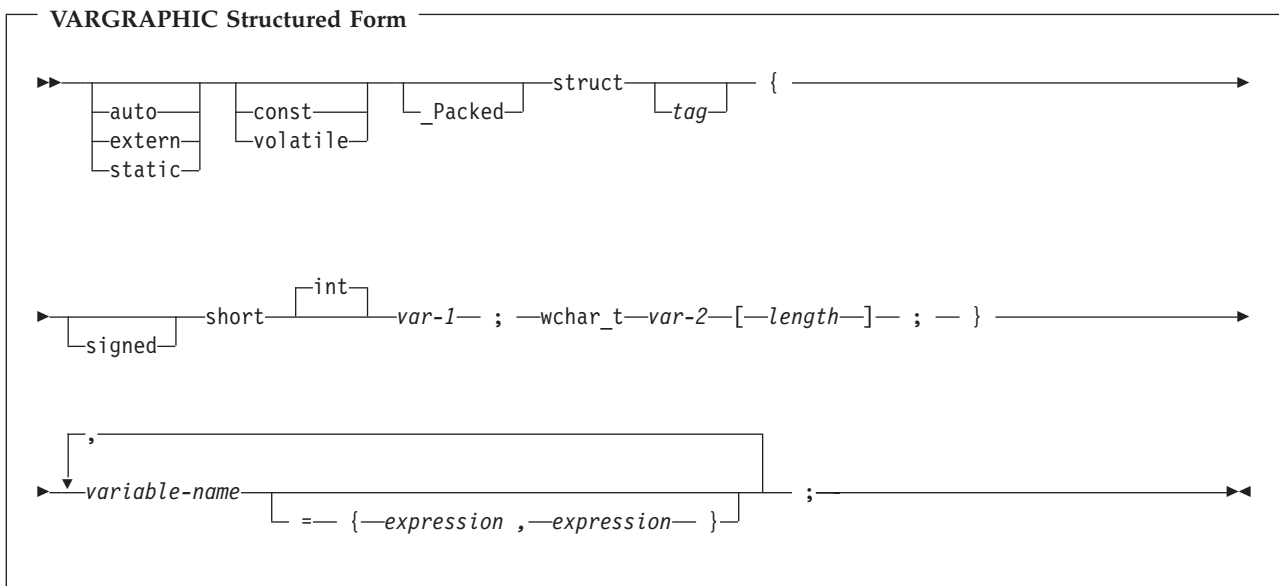 VARGRAPHIC Structured Form
struct {
auto const _Packed tag
extern volatile
static
int
short var-1 ; wchar_t var-2 [ length ] ; }
signed
,
variable-name ;
= { expression , expression }